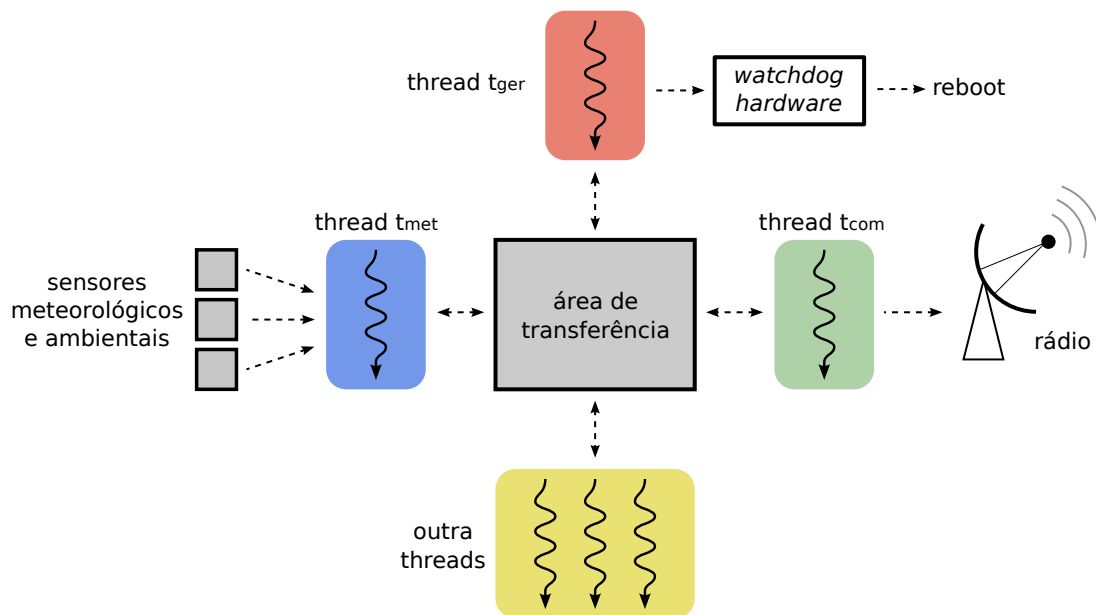 thread tger
watchdog
hardware
reboot
thread tmet
thread tcom
sensores
meteorológicos
e ambientais
área de
transferência
rádio
outra
threads